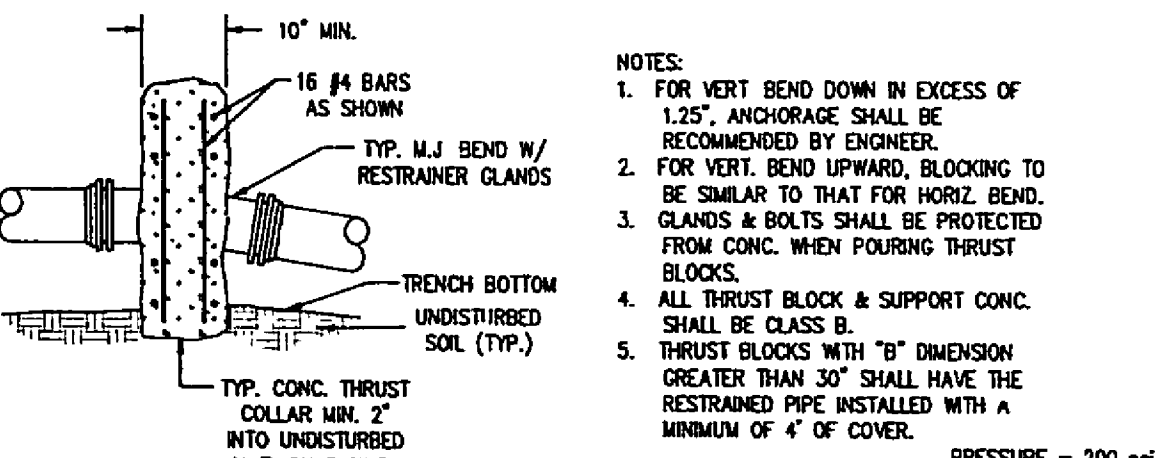 10" MIN.
16 #4 BARS
AS SHOWN
TYP. M.J BEND W/
RESTRAINER GLANDS
TRENCH BOTTOM
UNDISTURBED
SOIL (TYP.)
TYP. CONC. THRUST
COLLAR MIN. 2"
INTO UNDISTURBED
NOTES:
1. FOR VERT BEND DOWN IN EXCESS OF
1.25", ANCHORAGE SHALL BE
RECOMMENDED BY ENGINEER.
2. FOR VERT. BEND UPWARD, BLOCKING TO
BE SIMILAR TO THAT FOR HORIZ. BEND.
3. GLANDS & BOLTS SHALL BE PROTECTED
FROM CONC. WHEN POURING THRUST
BLOCKS.
4. ALL THRUST BLOCK & SUPPORT CONC.
SHALL BE CLASS B.
5. THRUST BLOCKS WITH "B" DIMENSION
GREATER THAN 30" SHALL HAVE THE
RESTRAINED PIPE INSTALLED WITH A
MINIMUM OF 4' OF COVER.
PRESSURE = 200 psi